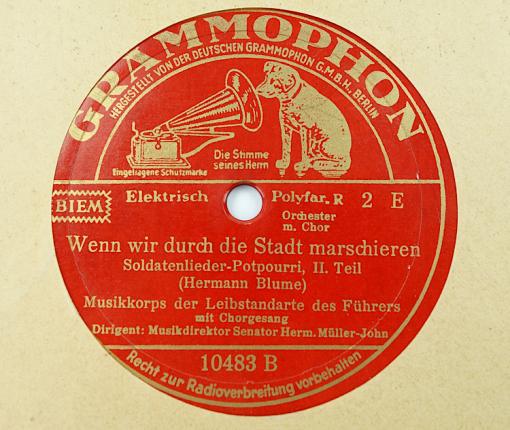 GRAMMOPHON
HERGESTELLT VON DER DEUTSCHEN GRAMMOPHON G.M.B.H. BERLIN
Die Stimme
seines Herrn
Eingetragene Schutzmarke
BIEM
Elektrisch
Polyfar. R 2 E
Orchester
m. Chor
Wenn wir durch die Stadt marschieren
Soldatenlieder-Potpourri, II. Teil
(Hermann Blume)
Musikkorps der Leibstandarte des Führers
mit Chorgesang
Dirigent: Musikdirektor Senator Herm. Müller-John
10483 B
Recht zur Radioverbreitung vorbehalten